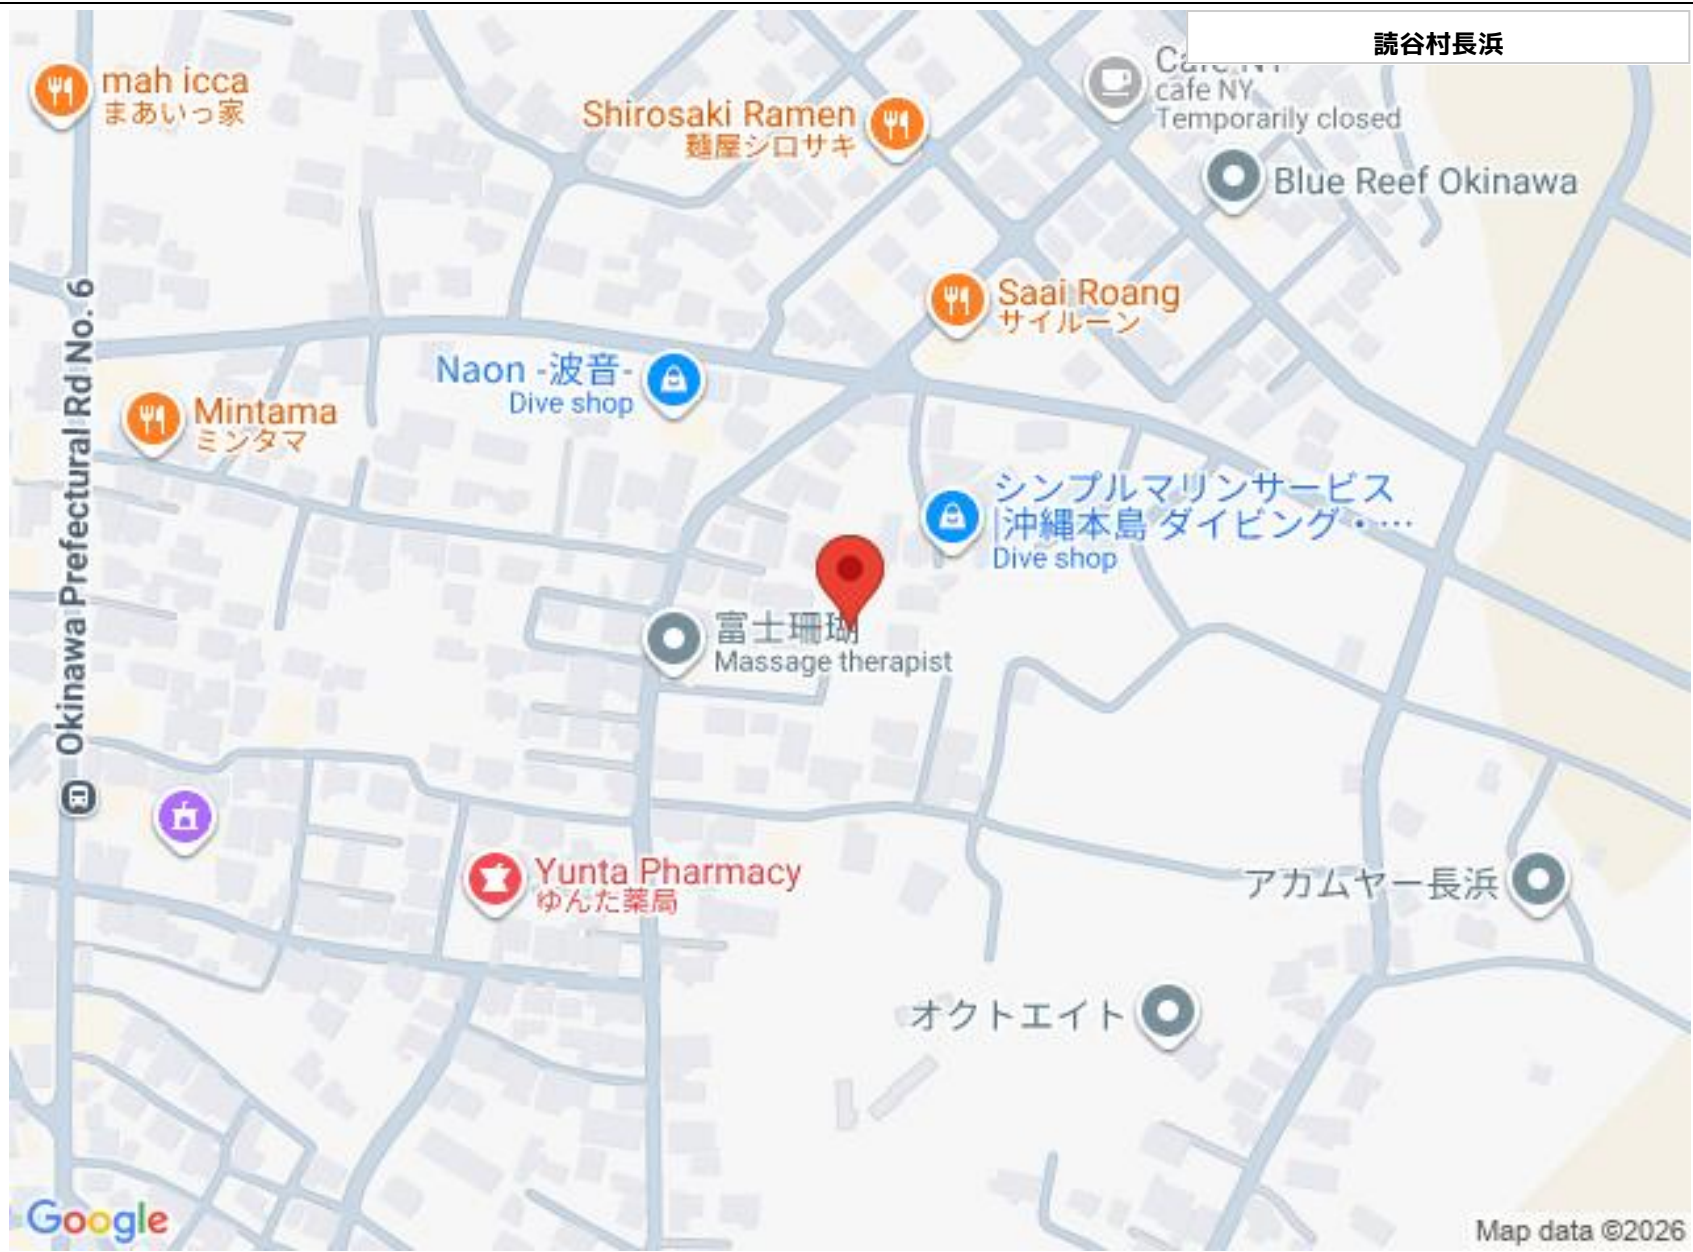 読谷村長浜
mah icca
まあいっ家
Shirosaki Ramen
麺屋シロサキ
cafe NY
Temporarily closed
Blue Reef Okinawa
Saai Roang
サイルーン
Okinawa Prefectural Rd No. 6
Naon -波音-
Dive shop
Mintama
ミンタマ
シンプルマリンサービス
|沖縄本島 ダイビング・…
Dive shop
富士珊瑚
Massage therapist
Yunta Pharmacy
ゆんた薬局
アカムヤー長浜
オクトエイト
Google
Map data ©2026